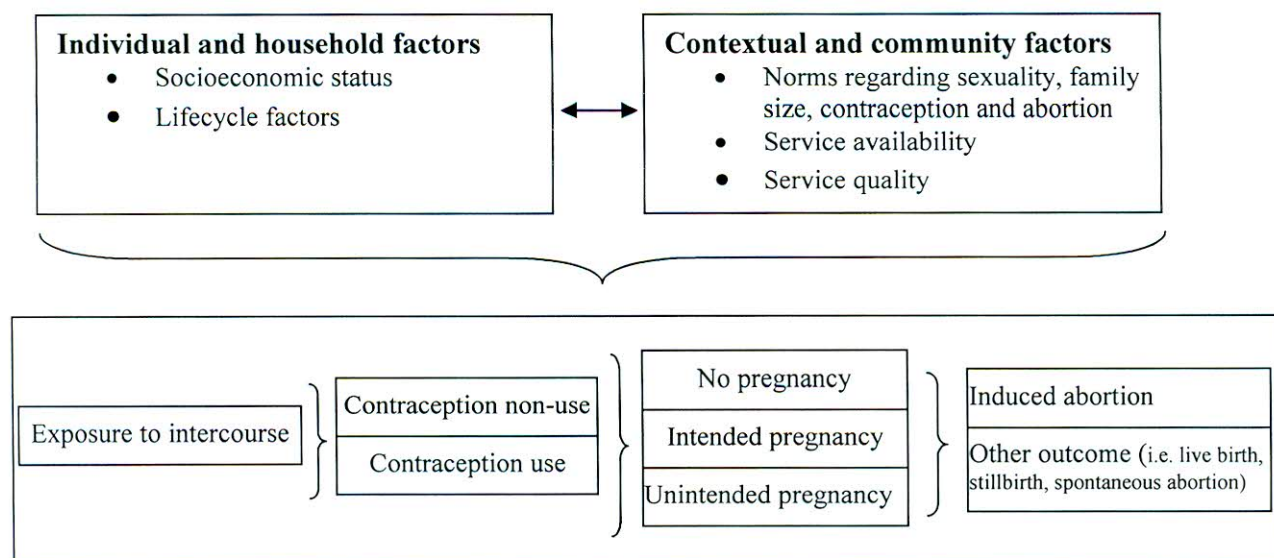 Individual and household factors
• Socioeconomic status
• Lifecycle factors
Contextual and community factors
• Norms regarding sexuality, family
size, contraception and abortion
• Service availability
• Service quality
Exposure to intercourse
Contraception non-use
Contraception use
No pregnancy
Intended pregnancy
Unintended pregnancy
Induced abortion
Other outcome (i.e. live birth,
stillbirth, spontaneous abortion)